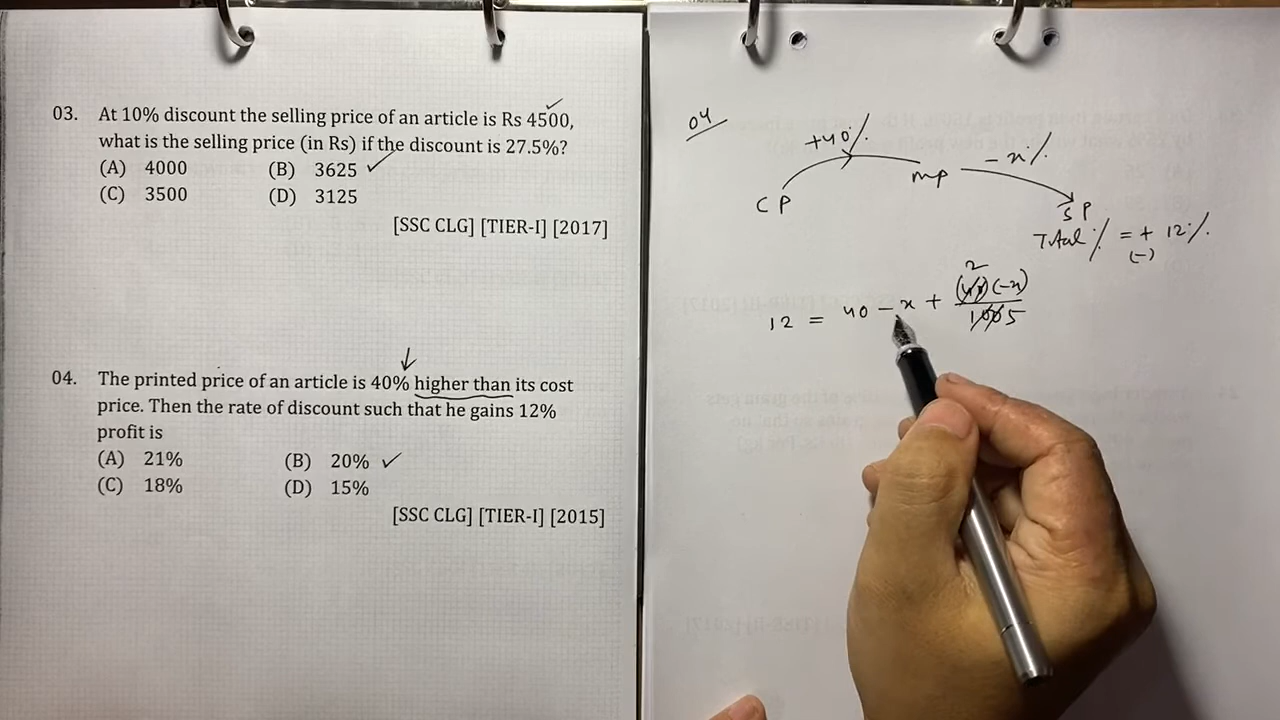 03. At 10% discount the selling price of an article is Rs 4500,
what is the selling price (in Rs) if the discount is 27.5%?
(A) 4000 (B) 3625 ✓
(C) 3500 (D) 3125
[SSC CLG] [TIER-I] [2017]
04. The printed price of an article is 40% higher than its cost
price. Then the rate of discount such that he gains 12%
profit is
(A) 21% (B) 20% ✓
(C) 18% (D) 15%
[SSC CLG] [TIER-I] [2015]
04
+40%
CP MP -x%
SP
Total % = + 12%
(-)
2
12 = 40 - x + (40)(-x)
100 5